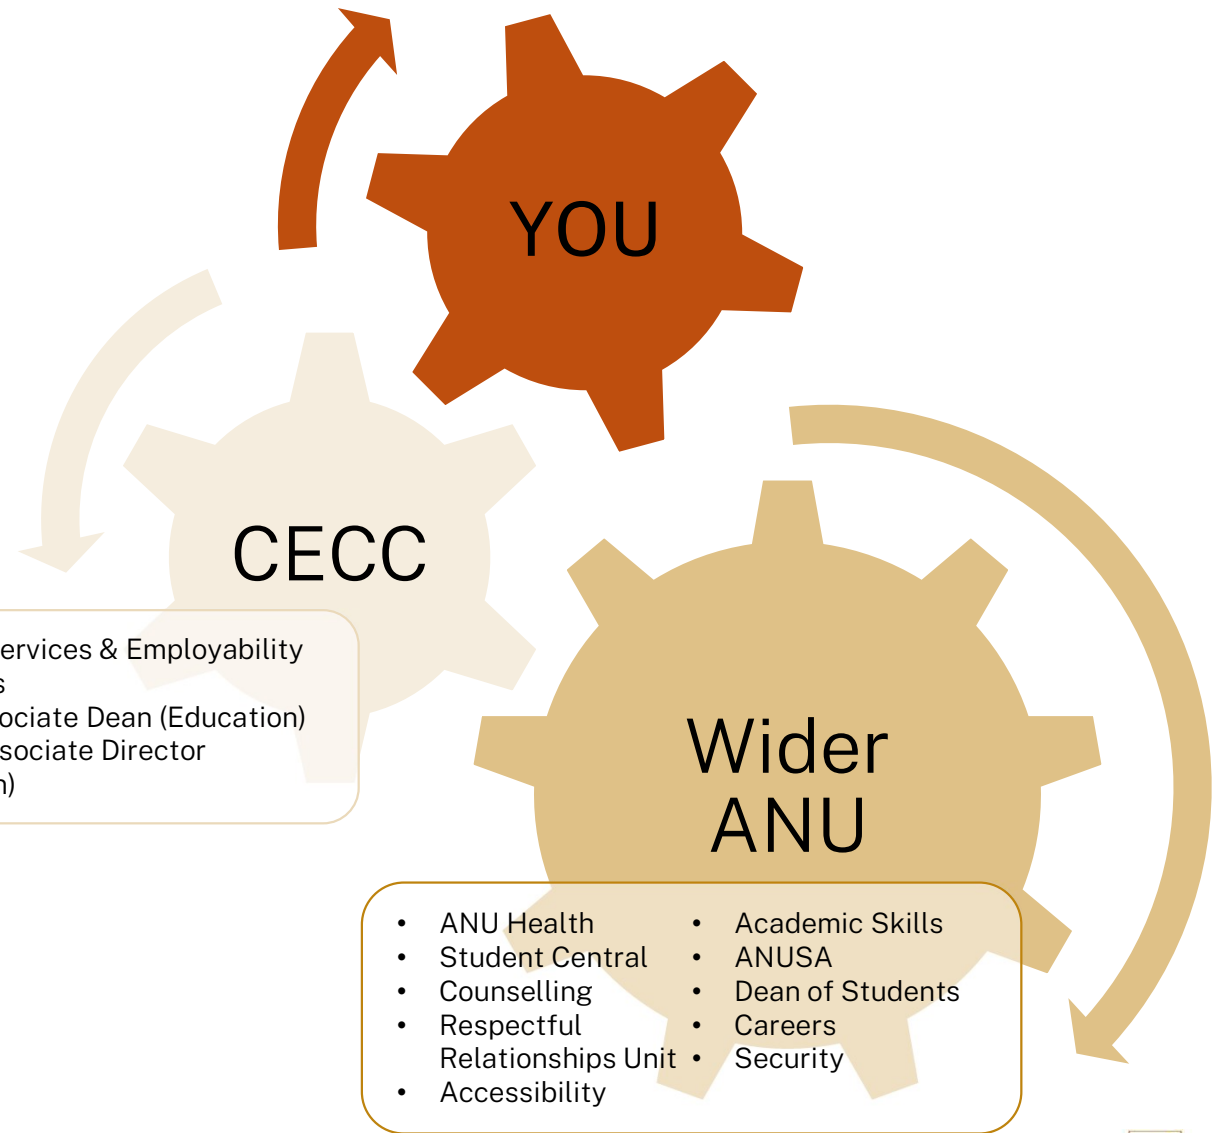 YOU
CECC
ervices & Employability
s
ociate Dean (Education)
sociate Director
n)
Wider
ANU
• ANU Health
• Student Central
• Counselling
• Respectful
Relationships Unit
• Accessibility
• Academic Skills
• ANUSA
• Dean of Students
• Careers
• Security